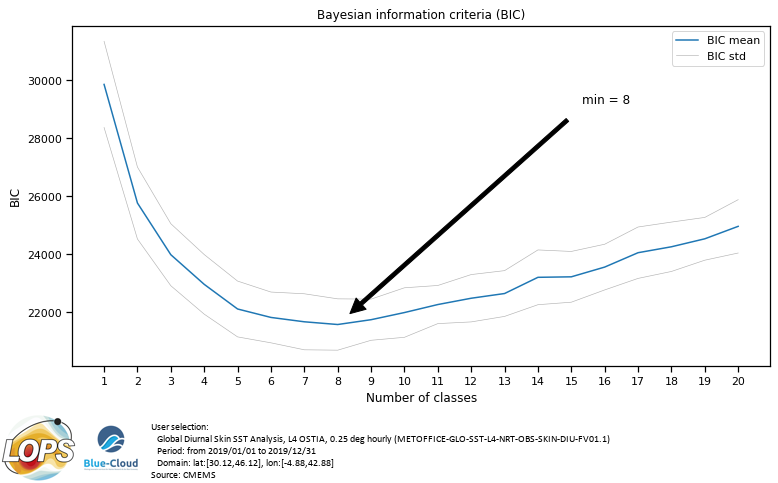 Bayesian information criteria (BIC)
BIC mean
BIC std
min = 8
30000
28000
26000
24000
22000
BIC
1 2 3 4 5 6 7 8 9 10 11 12 13 14 15 16 17 18 19 20
Number of classes
LOPS
Blue-Cloud
User selection:
Global Diurnal Skin SST Analysis, L4 OSTIA, 0.25 deg hourly (METOFFICE-GLO-SST-L4-NRT-OBS-SKIN-DIU-FV01.1)
Period: from 2019/01/01 to 2019/12/31
Domain: lat:[30.12,46.12], lon:[-4.88,42.88]
Source: CMEMS